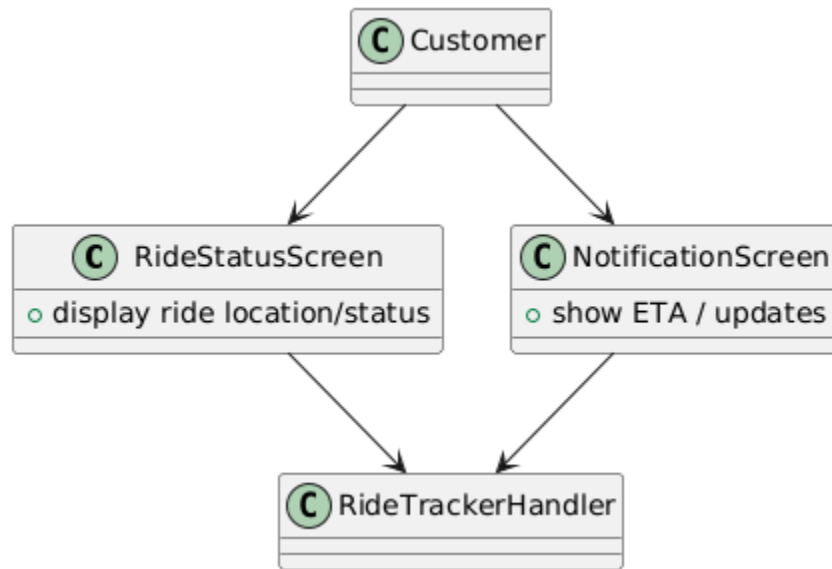 C Customer
C RideStatusScreen
display ride location/status
C NotificationScreen
show ETA / updates
C RideTrackerHandler